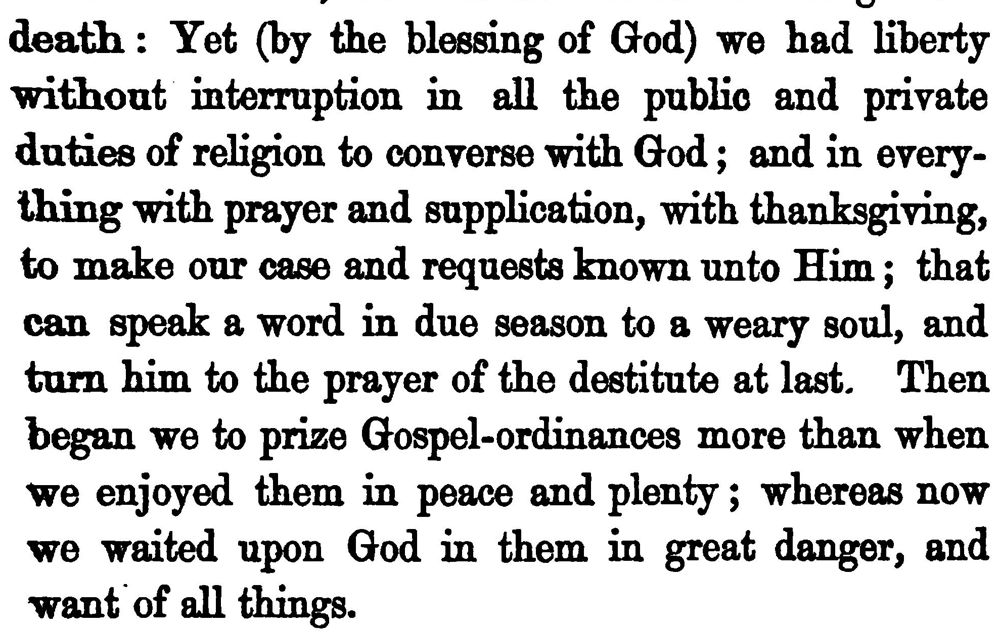 death : Yet (by the blessing of God) we had liberty
without interruption in all the public and private
duties of religion to converse with God ; and in every-
thing with prayer and supplication, with thanksgiving,
to make our case and requests known unto Him ; that
can speak a word in due season to a weary soul, and
turn him to the prayer of the destitute at last. Then
began we to prize Gospel-ordinances more than when
we enjoyed them in peace and plenty ; whereas now
we waited upon God in them in great danger, and
want of all things.